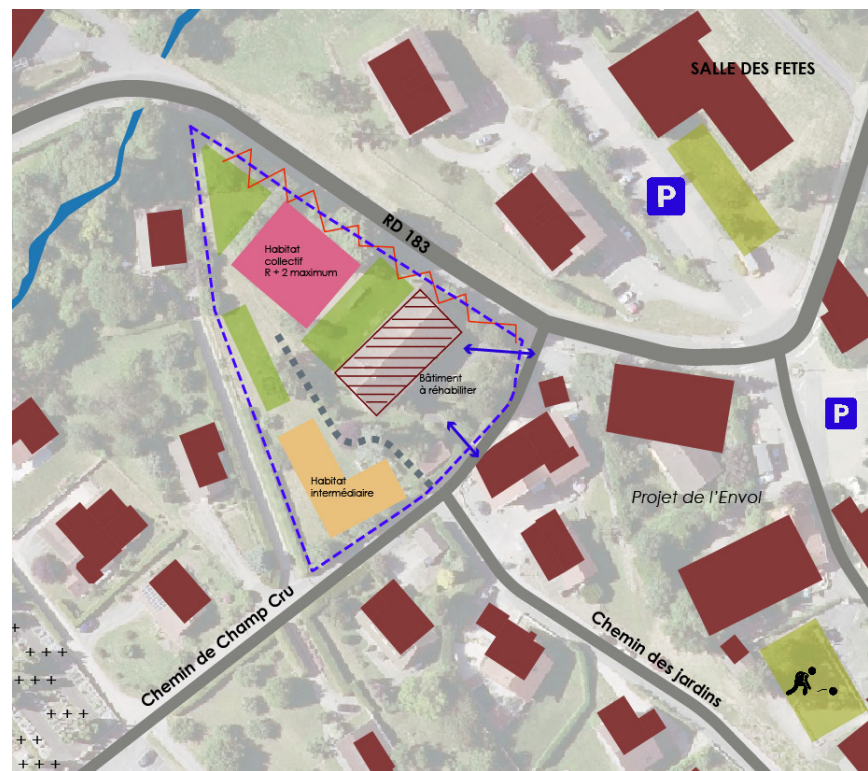 SALLE DES FETES
P
RD 183
Habitat
collectif
R + 2 maximum
Bâtiment
à réhabiliter
P
Habitat
intermédiaire
Projet de l'Envol
Chemin de Champ Cru
Chemin des jardins